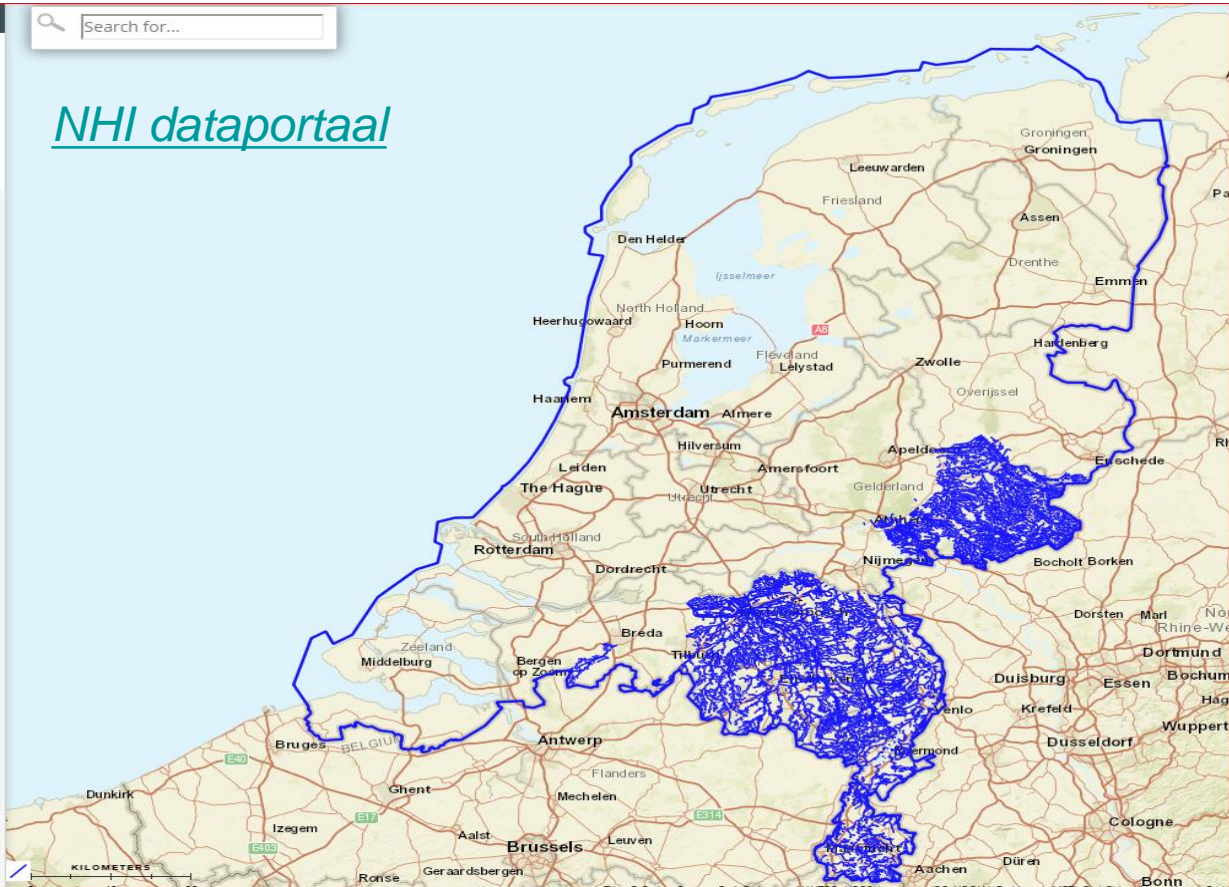 Search for...
NHI dataportaal
Groningen
Groningen
Leeuwarden
Friesland
Assen
Den Helder
Drenthe
Ijsselmeer
Emmen
North Holland
Heerhugowaard
Hoorn
A6
Markermeer
Hardenberg
Purmerend
Flevoland
Lelystad
Zwolle
Overijssel
Haarlem
Amsterdam
Almere
Hilversum
Enschede
Leiden
Amersfoort
The Hague
Utrecht
Utrecht
Gelderland
South Holland
Rotterdam
Nijmegen
Bocholt
Borken
Dordrecht
Dorsten
Marl
Breda
Zeeland
Middelburg
Bergen
op Zoom
Dortmund
Duisburg
Essen
Bochum
Krefeld
Bruges
BELGIUM
Antwerp
Dusseldorf
E40
Flanders
Dunkirk
Ghent
Mechelen
E17
E314
Izegem
Aalst
Leuven
Cologne
E403
Brussels
KILOMETERS
Ronse
Geraardsbergen
Aachen
Düren
Bonn